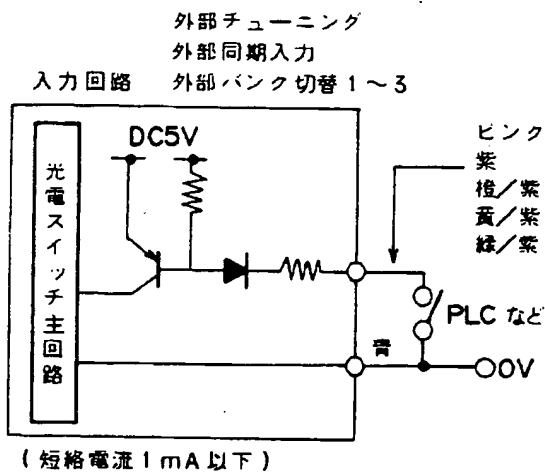 外部チューニング
外部同期入力
入力回路 外部バンク切替1～3
DC5V
光電スイッチ主回路
ピンク
紫
橙/紫
黄/紫
緑/紫
PLCなど
青
0V
(短絡電流1mA以下)